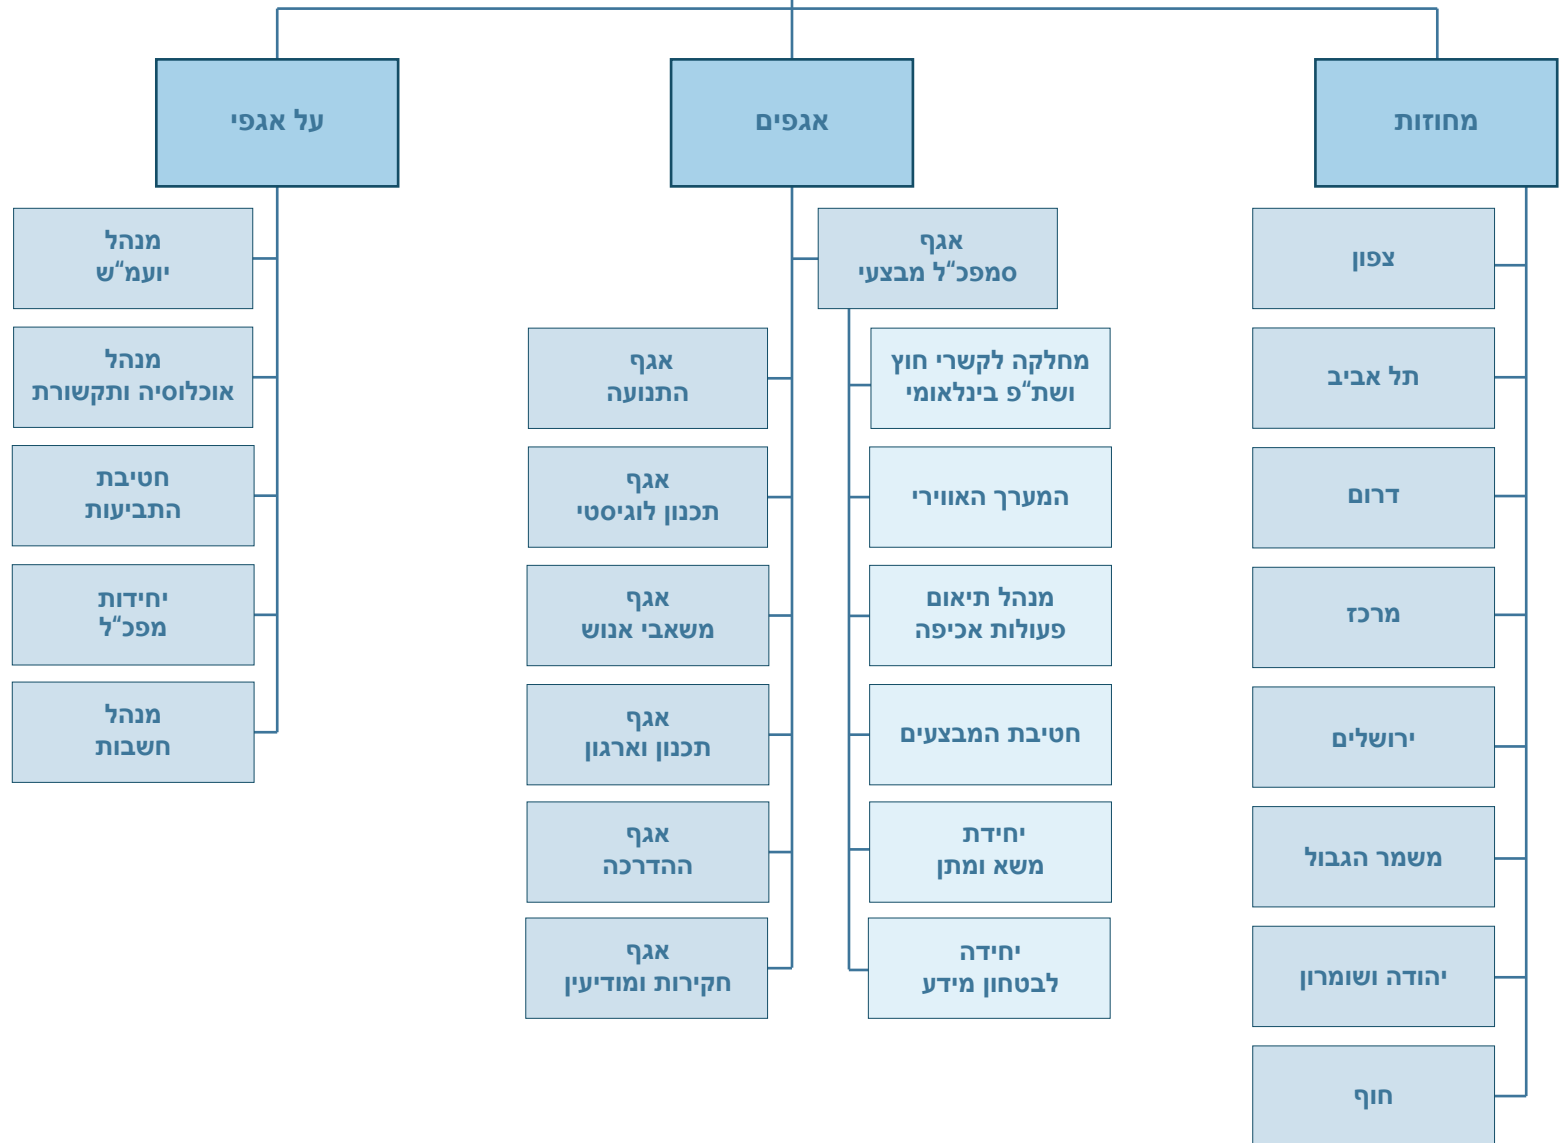 מחוזות
צפון
תל אביב
דרום
מרכז
ירושלים
משמר הגבול
יהודה ושומרון
חוף
אגפים
אגף
סמפכ“ל מבצעי
מחלקה לקשרי חוץ
ושת“פ בינלאומי
המערך האווירי
מנהל תיאום
פעולות אכיפה
חטיבת המבצעים
יחידת
משא ומתן
יחידה
לבטחון מידע
אגף
התנועה
אגף
תכנון לוגיסטי
אגף
משאבי אנוש
אגף
תכנון וארגון
אגף
ההדרכה
אגף
חקירות ומודיעין
על אגפי
מנהל
יועמ“ש
מנהל
אוכלוסיה ותקשורת
חטיבת
התביעות
יחידות
מפכ“ל
מנהל
חשבות